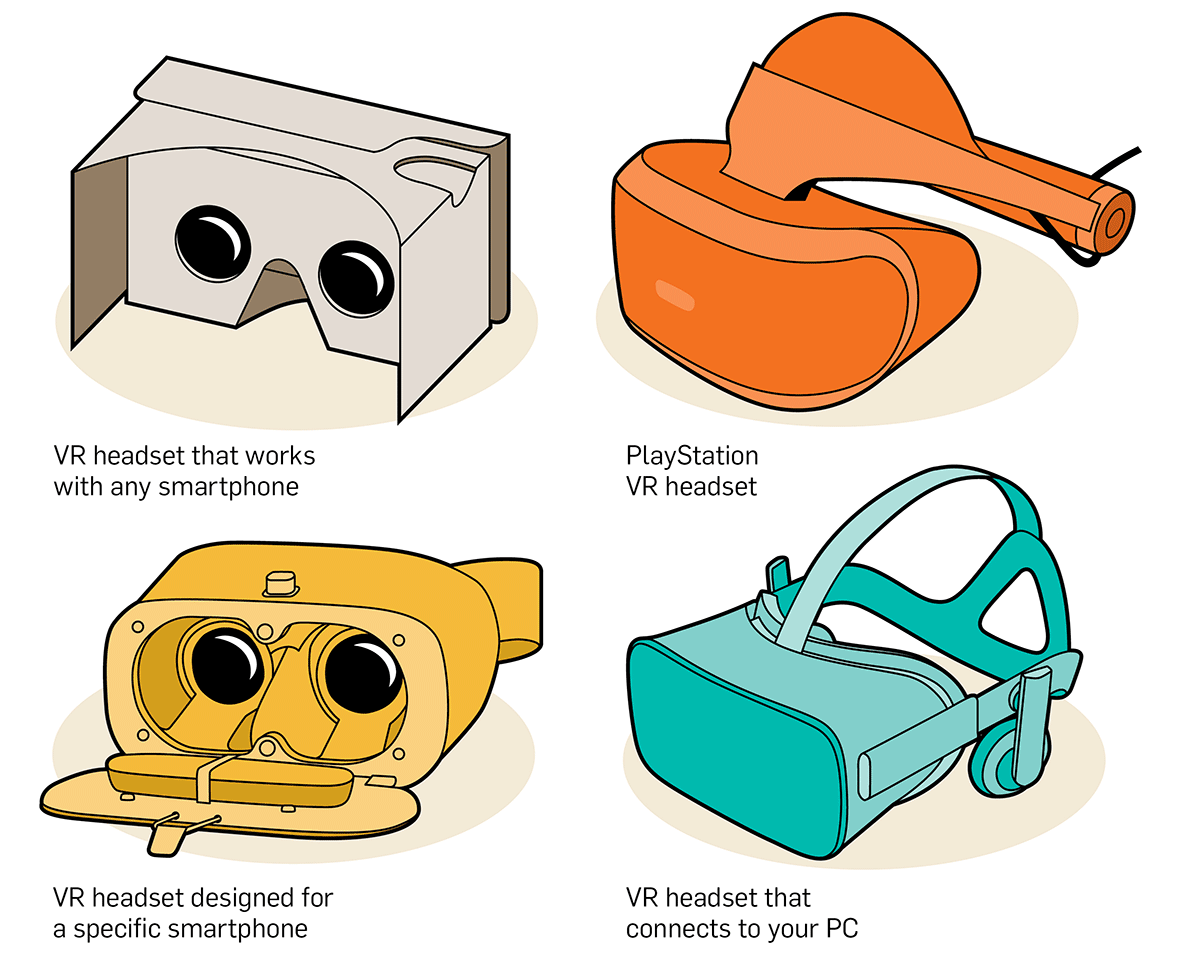 VR headset that works
with any smartphone
PlayStation
VR headset
VR headset designed for
a specific smartphone
VR headset that
connects to your PC